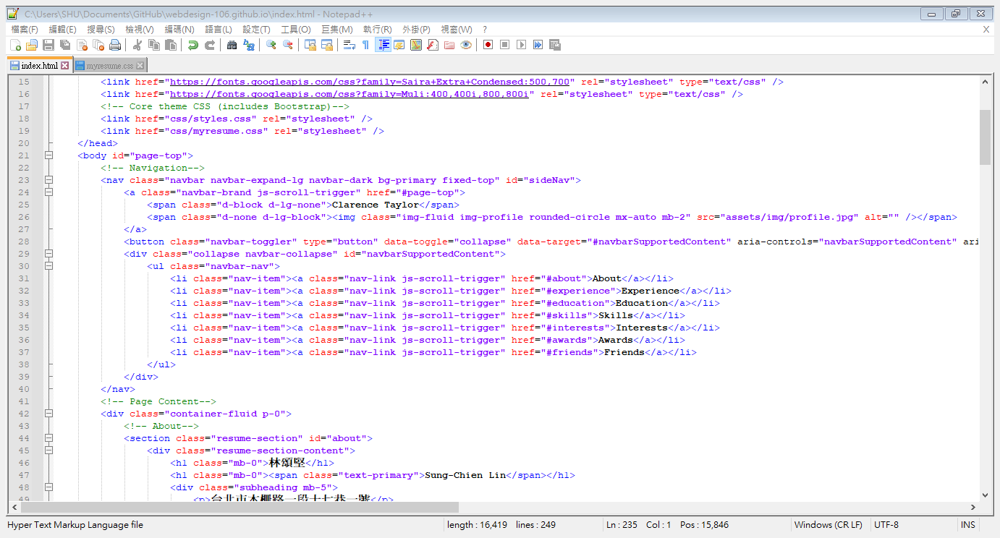 C:\Users\SHU\Documents\GitHub\webdesign-106.github.io\index.html - Notepad++
檔案(F) 編輯(E) 搜尋(S) 檢視(V) 編碼(N) 語言(L) 設定(T) 工具(O) 巨集(M) 執行(R) 外掛(P) 視窗(W) ? X
index.html myresume.css
15 <link href="https://fonts.googleapis.com/css?family=Saira+Extra+Condensed:500,700" rel="stylesheet" type="text/css" />
16 <link href="https://fonts.googleapis.com/css?family=Muli:400,400i,800,800i" rel="stylesheet" type="text/css" />
17 <!-- Core theme CSS (includes Bootstrap)-->
18 <link href="css/styles.css" rel="stylesheet" />
19 <link href="css/myresume.css" rel="stylesheet" />
20 </head>
21 <body id="page-top">
22 <!-- Navigation-->
23 <nav class="navbar navbar-expand-lg navbar-dark bg-primary fixed-top" id="sideNav">
24 <a class="navbar-brand js-scroll-trigger" href="#page-top">
25 <span class="d-block d-lg-none">Clarence Taylor</span>
26 <span class="d-none d-lg-block"><img class="img-fluid img-profile rounded-circle mx-auto mb-2" src="assets/img/profile.jpg" alt="" /></span>
27 </a>
28 <button class="navbar-toggler" type="button" data-toggle="collapse" data-target="#navbarSupportedContent" aria-controls="navbarSupportedContent" ari
29 <div class="collapse navbar-collapse" id="navbarSupportedContent">
30 <ul class="navbar-nav">
31 <li class="nav-item"><a class="nav-link js-scroll-trigger" href="#about">About</a></li>
32 <li class="nav-item"><a class="nav-link js-scroll-trigger" href="#experience">Experience</a></li>
33 <li class="nav-item"><a class="nav-link js-scroll-trigger" href="#education">Education</a></li>
34 <li class="nav-item"><a class="nav-link js-scroll-trigger" href="#skills">Skills</a></li>
35 <li class="nav-item"><a class="nav-link js-scroll-trigger" href="#interests">Interests</a></li>
36 <li class="nav-item"><a class="nav-link js-scroll-trigger" href="#awards">Awards</a></li>
37 <li class="nav-item"><a class="nav-link js-scroll-trigger" href="#friends">Friends</a></li>
38 </ul>
39 </div>
40 </nav>
41 <!-- Page Content-->
42 <div class="container-fluid p-0">
43 <!-- About-->
44 <section class="resume-section" id="about">
45 <div class="resume-section-content">
46 <h1 class="mb-0">林頌堅</h1>
47 <h1 class="mb-0"><span class="text-primary">Sung-Chien Lin</span></h1>
48 <div class="subheading mb-5">
49 <p>台北市木柵路一段十七巷一號</p>
Hyper Text Markup Language file length : 16,419 lines : 249 Ln : 235 Col : 1 Pos : 15,846 Windows (CR LF) UTF-8 INS